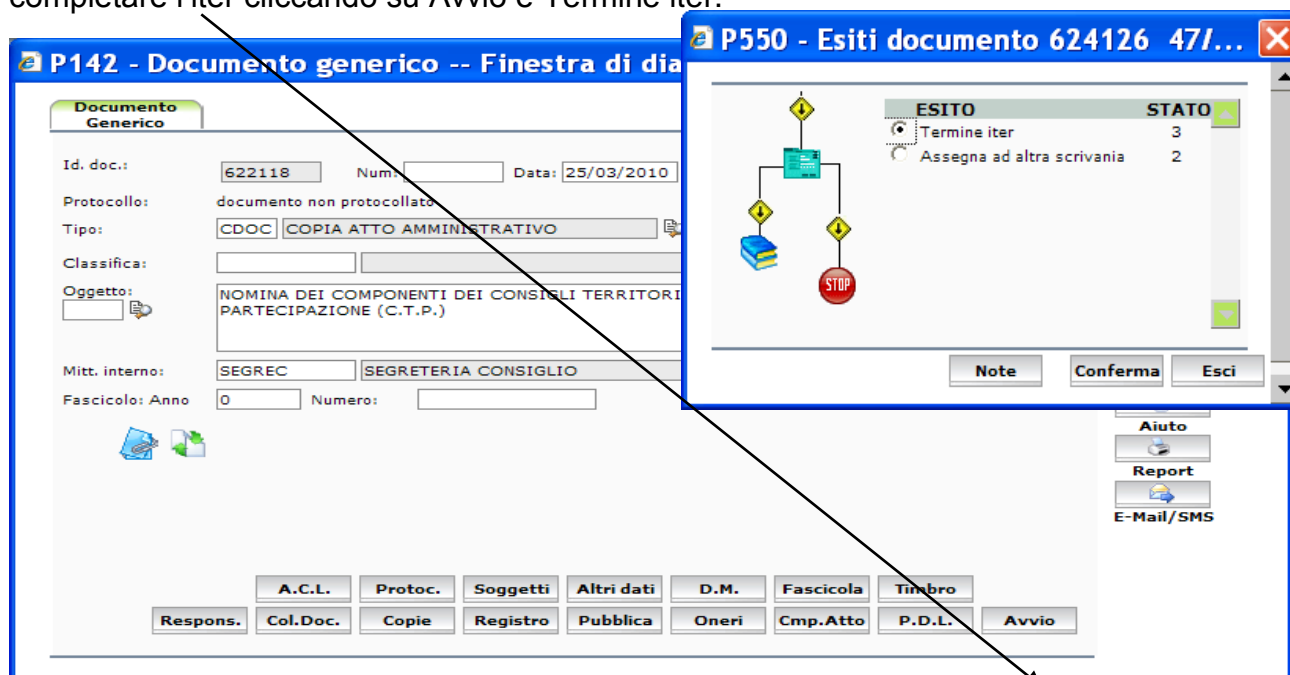 completare l'iter cliccando su Avvio e Termine Iter.
P142 - Documento generico -- Finestra di dia
Documento
Generico
Id. doc.: 622118 Num: Data: 25/03/2010
Protocollo: documento non protocollato
Tipo: CDOC COPIA ATTO AMMINISTRATIVO
Classifica:
Oggetto: NOMINA DEI COMPONENTI DEI CONSIGLI TERRITORI
PARTECIPAZIONE (C.T.P.)
Mitt. interno: SEGREC SEGRETERIA CONSIGLIO
Fascicolo: Anno 0 Numero:
P550 - Esiti documento 624126 47/...
ESITO STATO
Termine iter 3
Assegna ad altra scrivania 2
STOP
Note Conferma Esci
Aiuto
Report
E-Mail/SMS
A.C.L. Protoc. Soggetti Altri dati D.M. Fascicola Timbro
Respons. Col.Doc. Copie Registro Pubblica Oneri Cmp.Atto P.D.L. Avvio